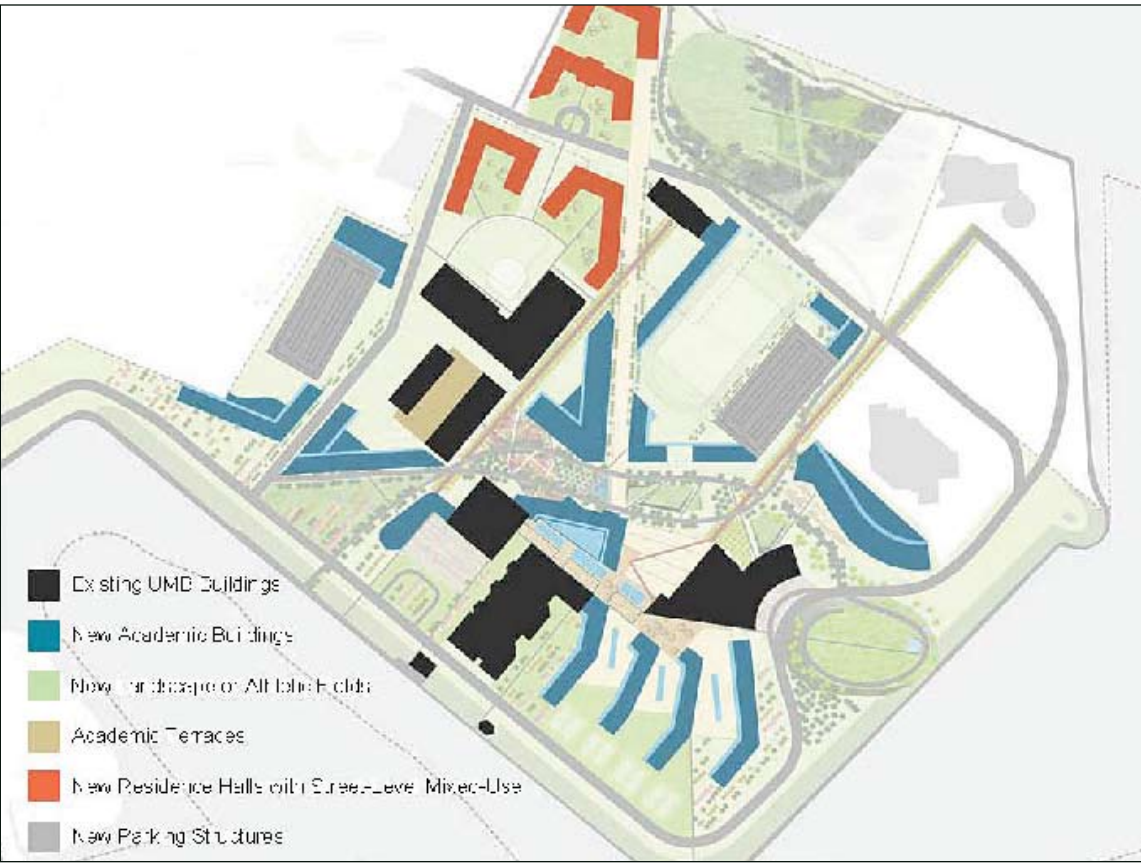 Existing UMB Buildings
New Academic Buildings
New Landscape or Athletic Fields
Academic Terraces
New Residence Halls with Street-Level Mixed-Use
New Parking Structures